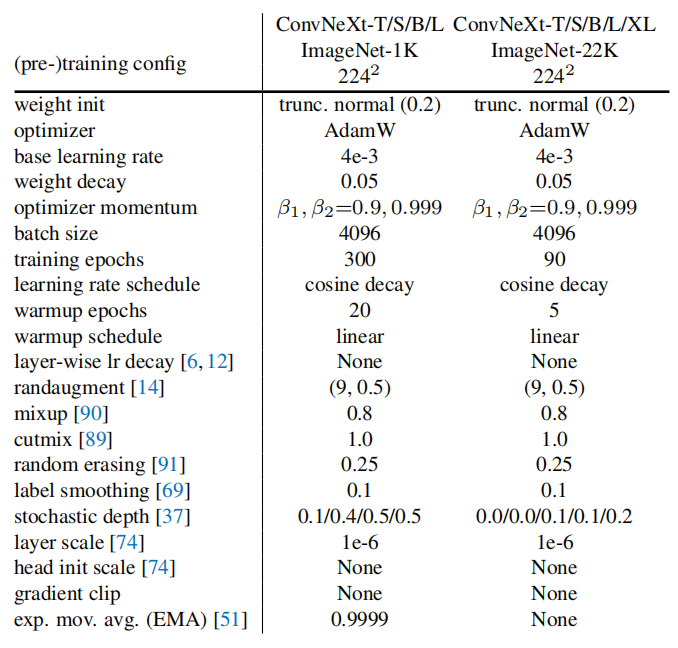 ConvNeXt-T/S/B/L ConvNeXt-T/S/B/L/XL
(pre-)training config ImageNet-1K ImageNet-22K
224² 224²
weight init trunc. normal (0.2) trunc. normal (0.2)
optimizer AdamW AdamW
base learning rate 4e-3 4e-3
weight decay 0.05 0.05
optimizer momentum β₁, β₂=0.9, 0.999 β₁, β₂=0.9, 0.999
batch size 4096 4096
training epochs 300 90
learning rate schedule cosine decay cosine decay
warmup epochs 20 5
warmup schedule linear linear
layer-wise lr decay [6, 12] None None
randaugment [14] (9, 0.5) (9, 0.5)
mixup [90] 0.8 0.8
cutmix [89] 1.0 1.0
random erasing [91] 0.25 0.25
label smoothing [69] 0.1 0.1
stochastic depth [37] 0.1/0.4/0.5/0.5 0.0/0.0/0.1/0.1/0.2
layer scale [74] 1e-6 1e-6
head init scale [74] None None
gradient clip None None
exp. mov. avg. (EMA) [51] 0.9999 None